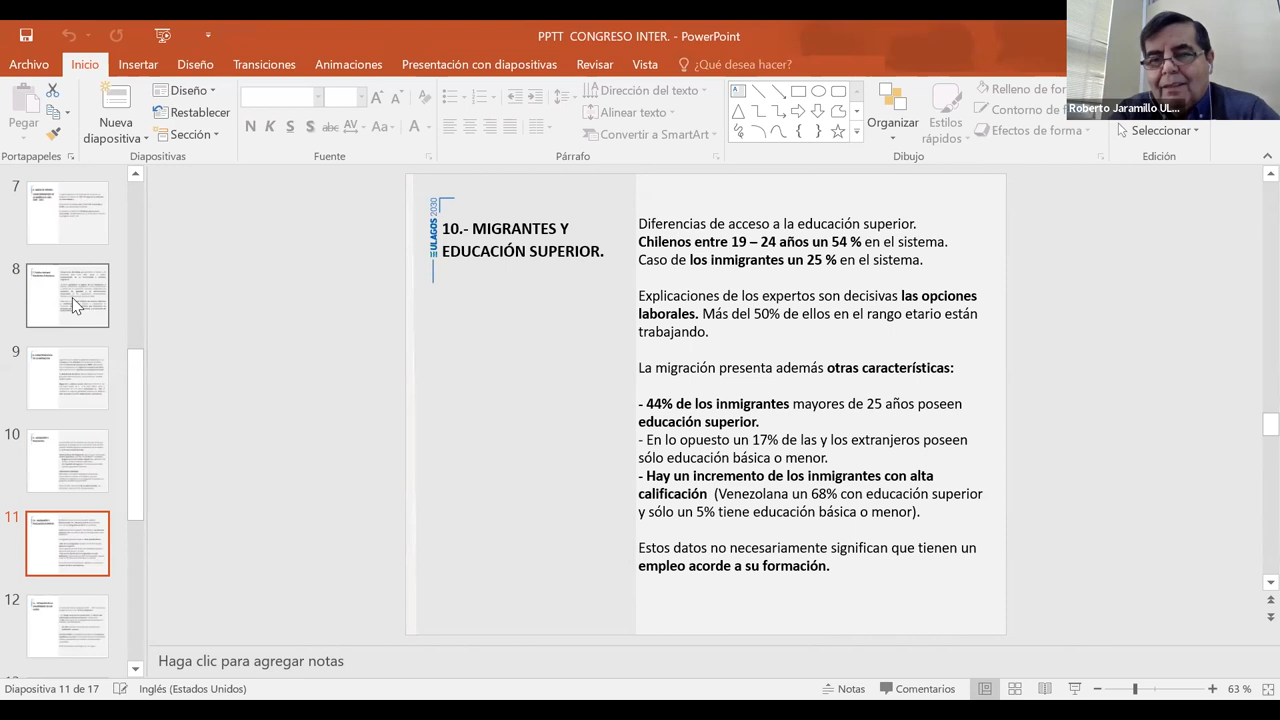 PPTT CONGRESO INTER. - PowerPoint
Archivo
Inicio
Insertar
Diseño
Transiciones
Animaciones
Presentación con diapositivas
Revisar
Vista
¿Qué desea hacer?
Roberto Jaramillo UL...
Pegar
Nueva
diapositiva
Diseño
Restablecer
Sección
N K S S abc AV Aa
Dirección del texto
Alinear texto
Convertir a SmartArt
Organizar
Estilos
rápidos
Relleno de for
Contorno de
Efectos de forma
Seleccionar
Portapapeles
Diapositivas
Fuente
Párrafo
Dibujo
Edición
7
8
9
10
11
12
ULAGOS 2030
10.- MIGRANTES Y
EDUCACIÓN SUPERIOR.
Diferencias de acceso a la educación superior.
Chilenos entre 19 – 24 años un 54 % en el sistema.
Caso de los inmigrantes un 25 % en el sistema.
Explicaciones de los expertos son decisivas las opciones
laborales. Más del 50% de ellos en el rango etario están
trabajando.
La migración presenta además otras características:
- 44% de los inmigrantes mayores de 25 años poseen
educación superior.
- En lo opuesto un 17% en las y los exranjeros poseen
sólo educación básica o menor.
- Hay un incremento de los inmigrantes con alta
calificación (Venezolana un 68% con educación superior
y sólo un 5% tiene educación básica o menor).
Estos datos no necesariamente significan que tienen un
empleo acorde a su formación.
Haga clic para agregar notas
Diapositiva 11 de 17
Inglés (Estados Unidos)
Notas
Comentarios
63 %